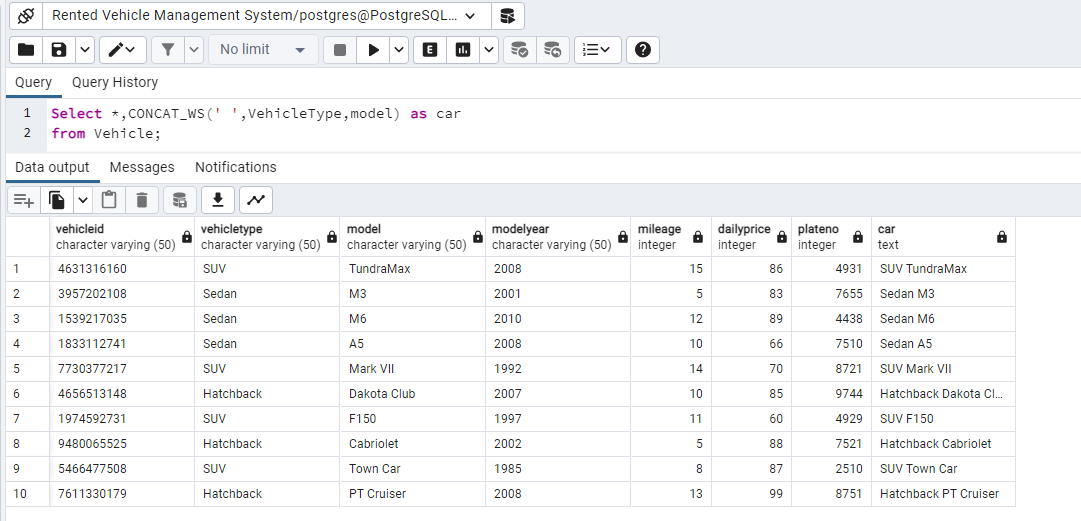 Rented Vehicle Management System/postgres@PostgreSQL...
No limit
E
Query Query History
1 Select *,CONCAT_WS(' ',VehicleType,model) as car
2 from Vehicle;
Data output Messages Notifications
vehicleid vehicletype model modelyear mileage dailyprice plateno car
character varying (50) character varying (50) character varying (50) character varying (50) integer integer integer text
1 4631316160 SUV TundraMax 2008 15 86 4931 SUV TundraMax
2 3957202108 Sedan M3 2001 5 83 7655 Sedan M3
3 1539217035 Sedan M6 2010 12 89 4438 Sedan M6
4 1833112741 Sedan A5 2008 10 66 7510 Sedan A5
5 7730377217 SUV Mark VII 1992 14 70 8721 SUV Mark VII
6 4656513148 Hatchback Dakota Club 2007 10 85 9744 Hatchback Dakota Cl...
7 1974592731 SUV F150 1997 11 60 4929 SUV F150
8 9480065525 Hatchback Cabriolet 2002 5 88 7521 Hatchback Cabriolet
9 5466477508 SUV Town Car 1985 8 87 2510 SUV Town Car
10 7611330179 Hatchback PT Cruiser 2008 13 99 8751 Hatchback PT Cruiser